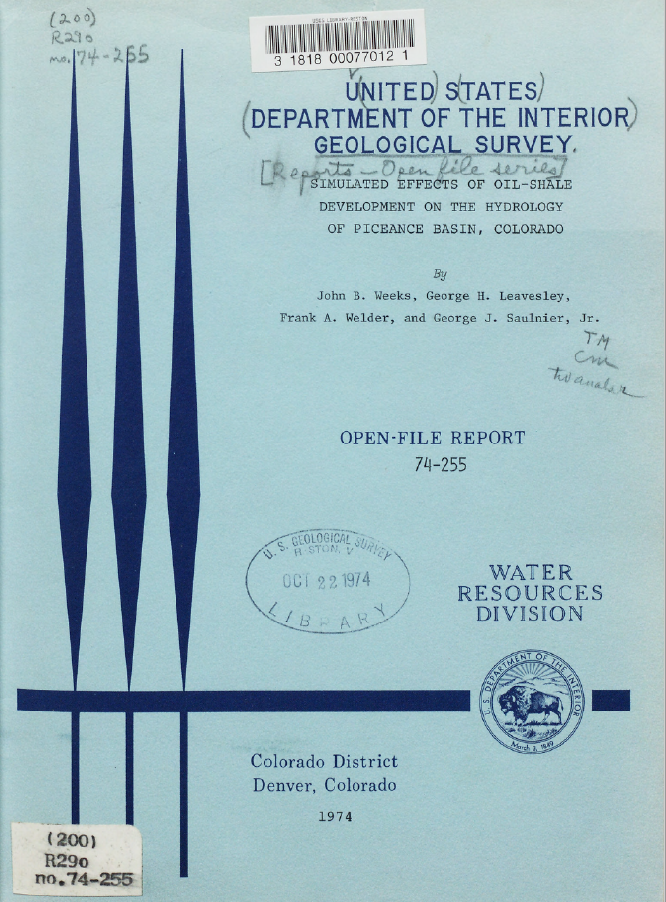 (200)
R290
no. 74-255
USGS LIBRARY-RESTON
3 1818 00077012 1
(UNITED) (STATES)
(DEPARTMENT OF THE INTERIOR)
GEOLOGICAL SURVEY.
[Reports - Open file series]
SIMULATED EFFECTS OF OIL-SHALE
DEVELOPMENT ON THE HYDROLOGY
OF PICEANCE BASIN, COLORADO
By
John B. Weeks, George H. Leavesley,
Frank A. Welder, and George J. Saulnier, Jr.
TM
cm
OPEN-FILE REPORT
74-255
U. S. GEOLOGICAL SURVEY
OCT 22 1974
LIBRARY
WATER
RESOURCES
DIVISION
U. S. DEPARTMENT OF THE INTERIOR
March 3, 1849
Colorado District
Denver, Colorado
1974
(200)
R290
no.74-255